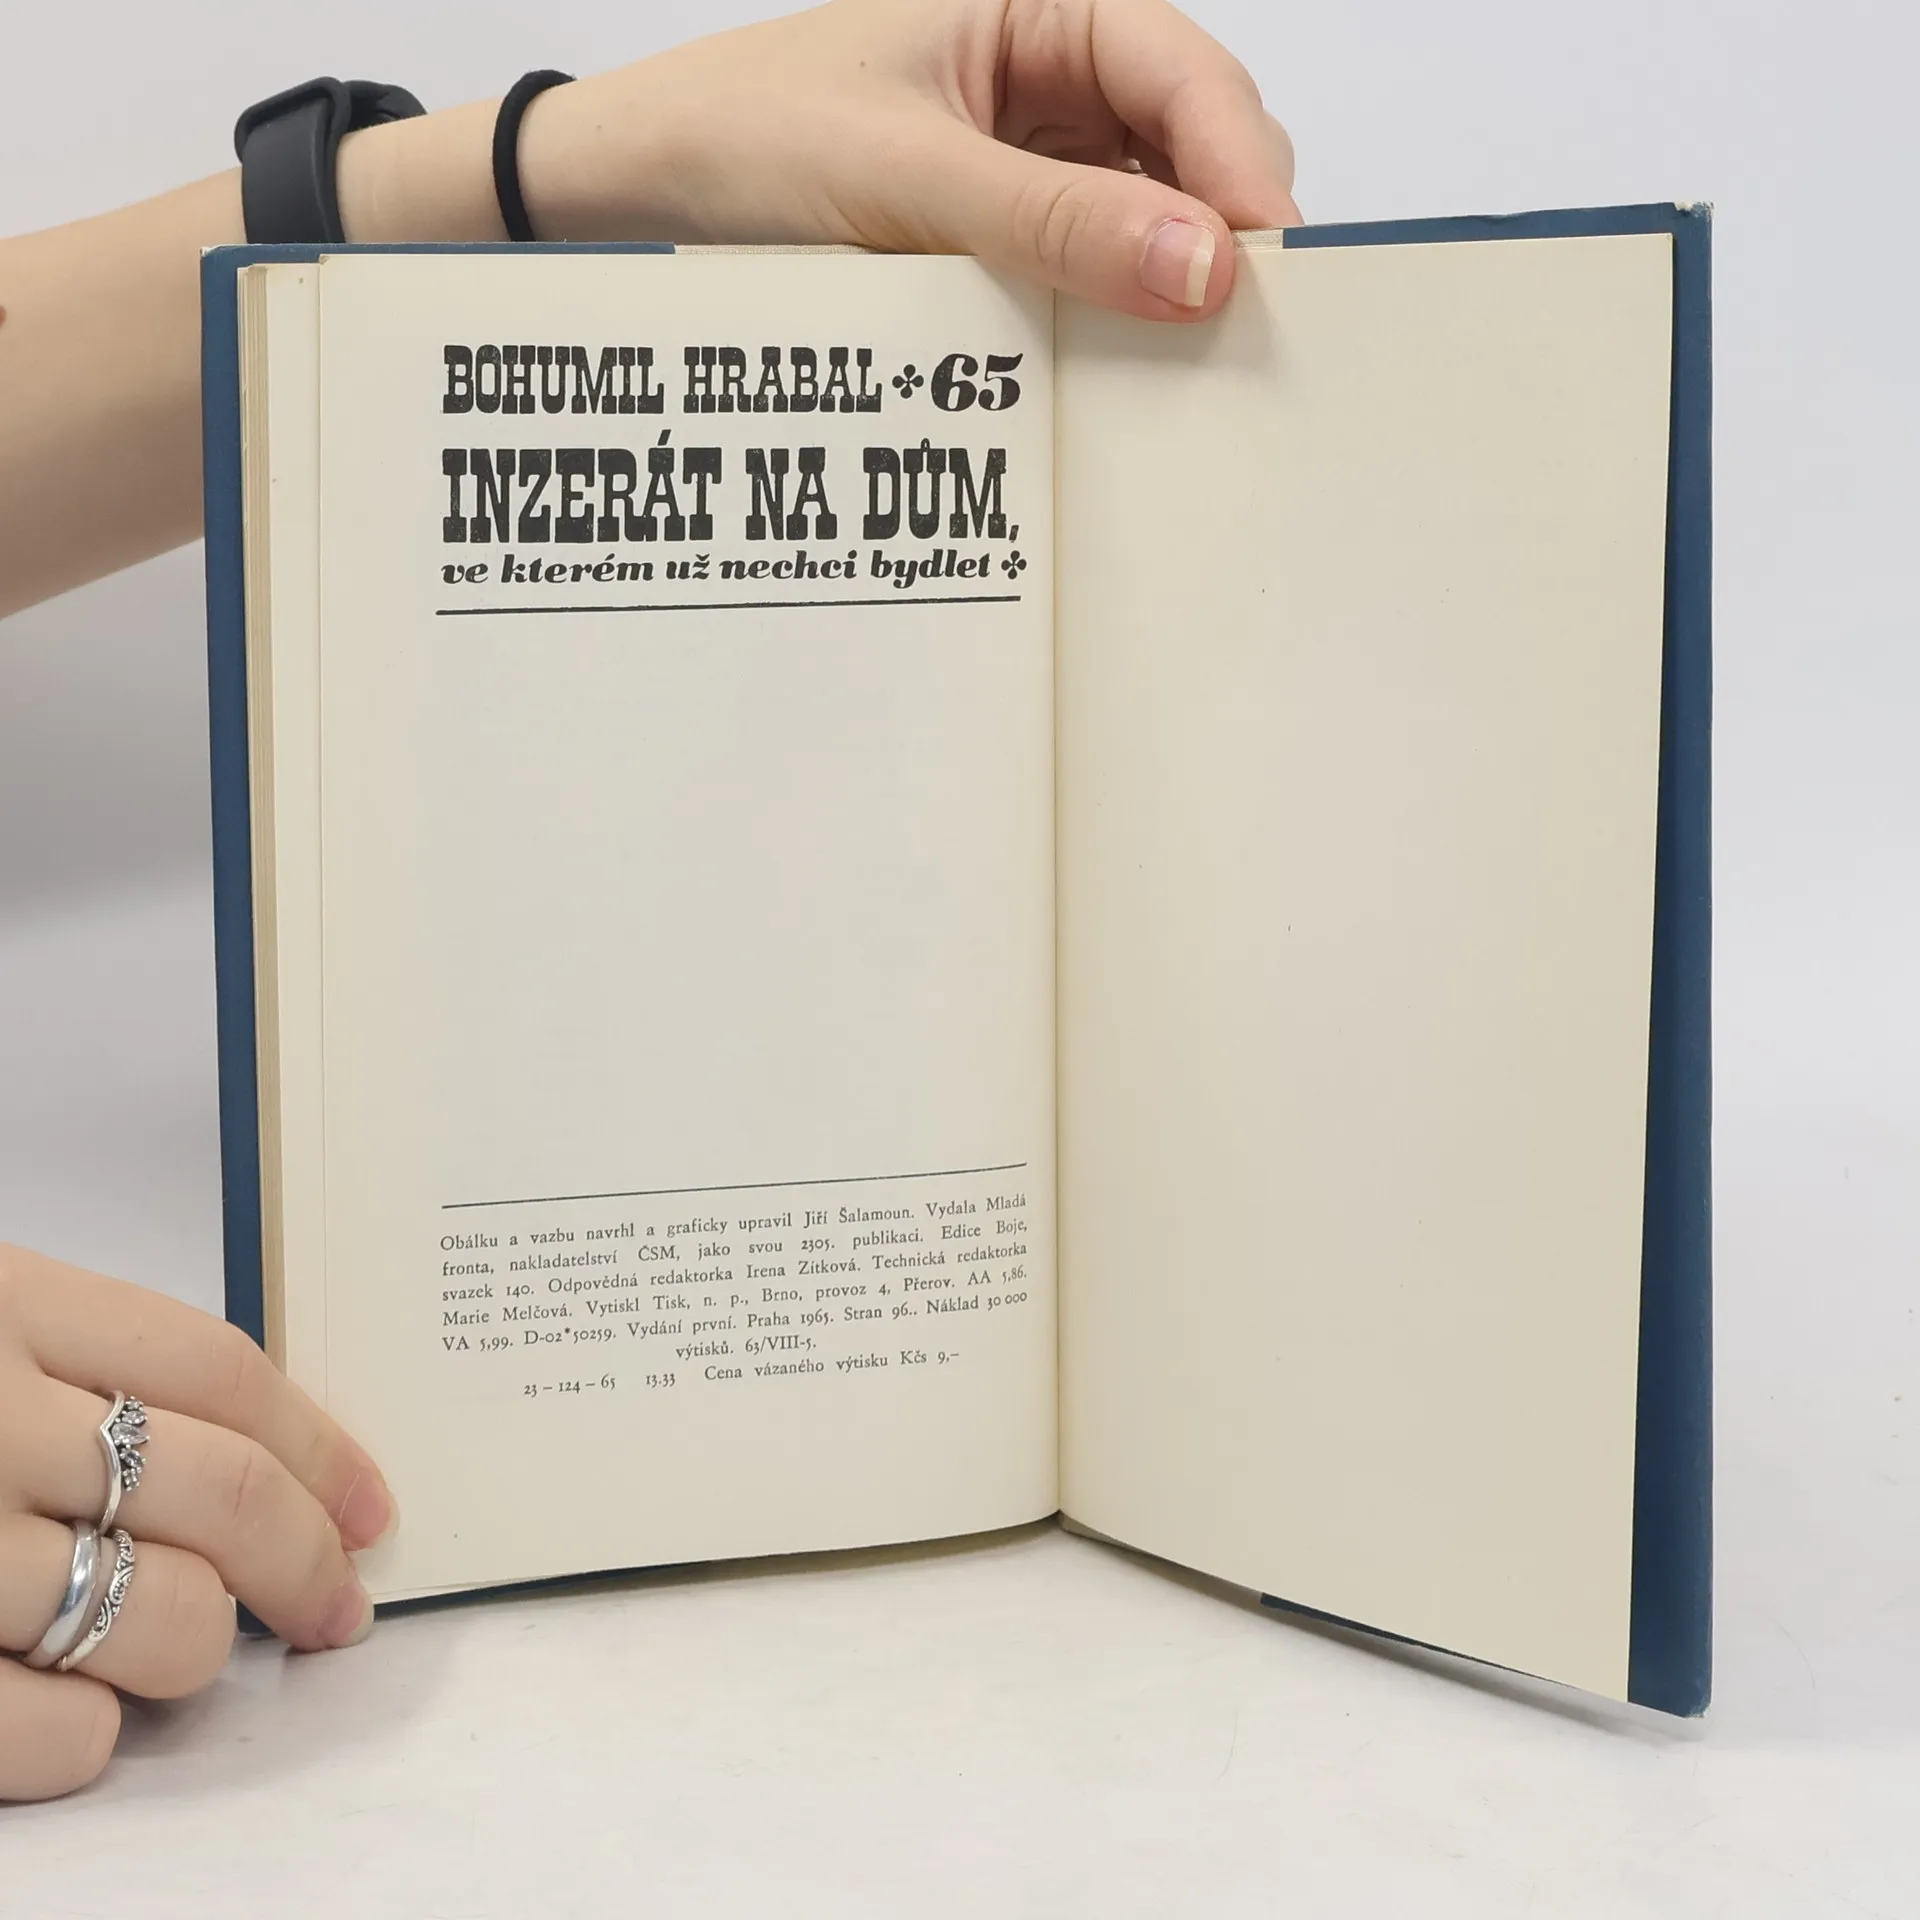 BOHUMIL HRABAL ✤ 65
INZERÁT NA DŮM,
ve kterém už nechci bydlet ✤
Obálku a vazbu navrhl a graficky upravil Jiří Šalamoun. Vydala Mladá
fronta, nakladatelství ČSM, jako svou 2305. publikaci. Edice Boje,
svazek 140. Odpovědná redaktorka Irena Zítková. Technická redaktorka
Marie Melčová. Vytiskl Tisk, n. p., Brno, provoz 4, Přerov. AA 5,86.
VA 5,99. D-02*50259. Vydání první. Praha 1965. Stran 96.. Náklad 30 000
výtisků. 63/VIII-5.
23 – 124 – 65 13.33 Cena vázaného výtisku Kčs 9,–